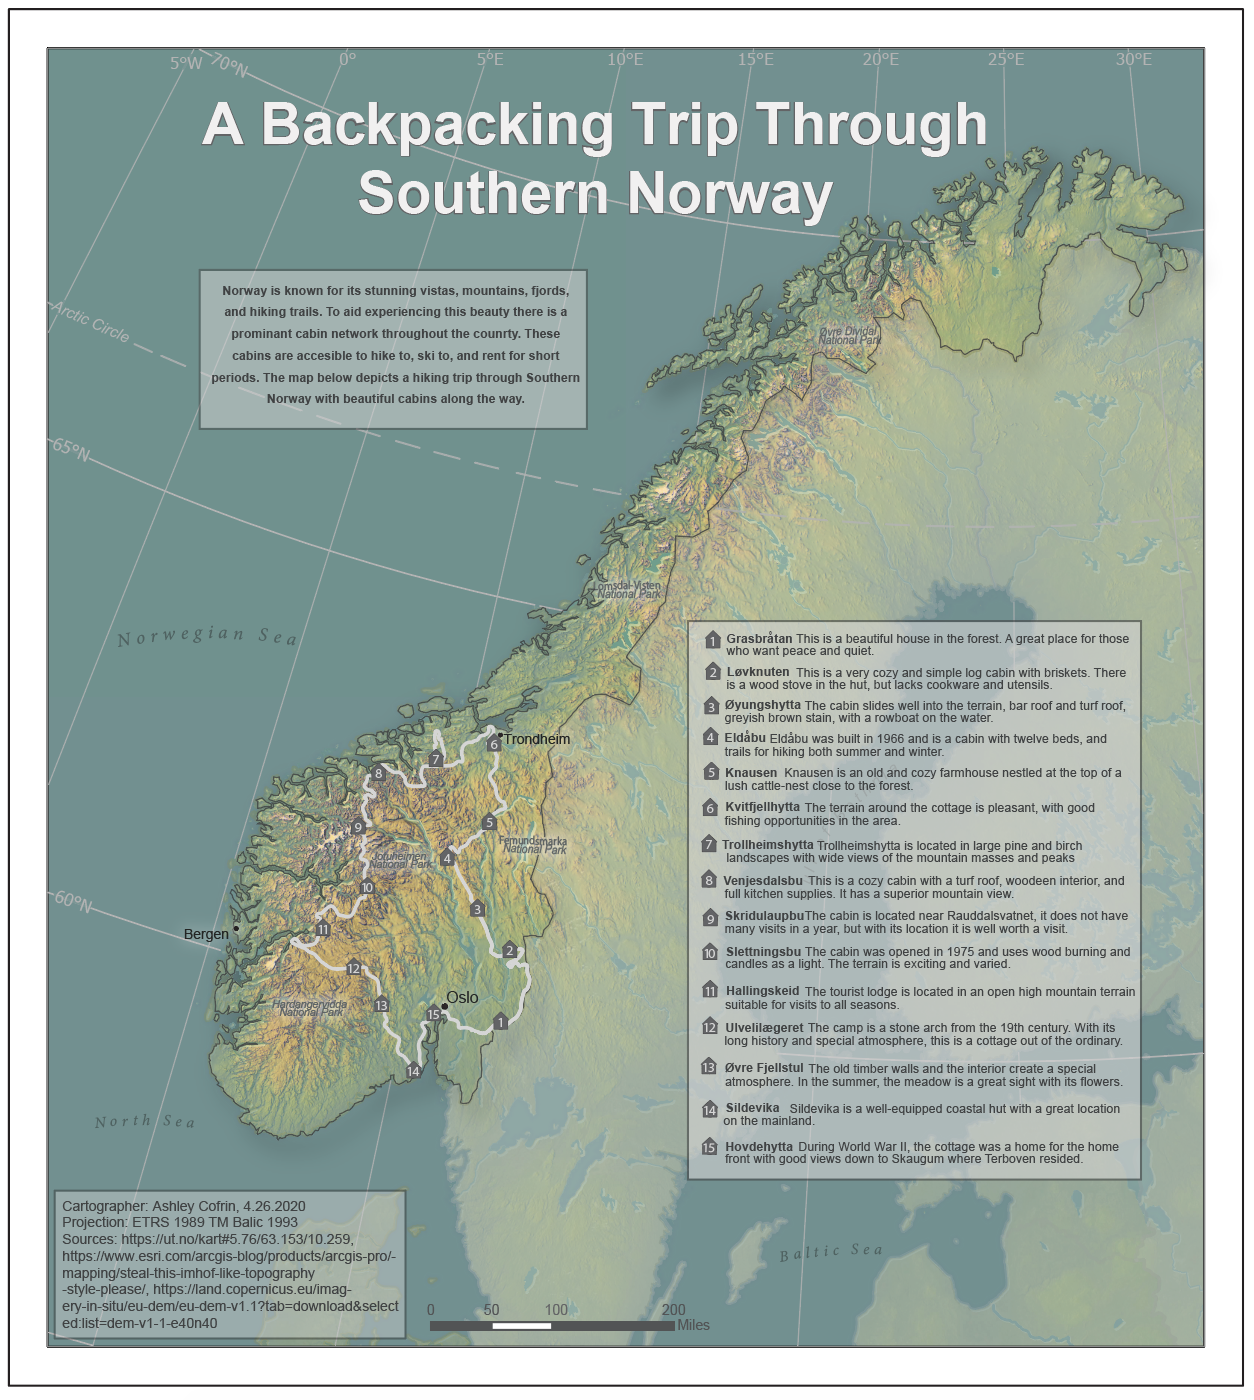 5°W 70°N 0° 5°E 10°E 15°E 20°E 25°E 30°E
A Backpacking Trip Through
Southern Norway
Norway is known for its stunning vistas, mountains, fjords,
and hiking trails. To aid experiencing this beauty there is a
prominant cabin network throughout the counrty. These
cabins are accesible to hike to, ski to, and rent for short
periods. The map below depicts a hiking trip through Southern
Norway with beautiful cabins along the way.
Arctic Circle
Øvre Dividal
National Park
65°N
Lomsdal-Visten
National Park
Norwegian Sea
1 Grasbråtan This is a beautiful house in the forest. A great place for those
who want peace and quiet.
2 Løvknuten This is a very cozy and simple log cabin with briskets. There
is a wood stove in the hut, but lacks cookware and utensils.
3 Øyungshytta The cabin slides well into the terrain, bar roof and turf roof,
greyish brown stain, with a rowboat on the water.
4 Eldåbu Eldåbu was built in 1966 and is a cabin with twelve beds, and
trails for hiking both summer and winter.
5 Knausen Knausen is an old and cozy farmhouse nestled at the top of a
lush cattle-nest close to the forest.
6 Kvitfjellhytta The terrain around the cottage is pleasant, with good
fishing opportunities in the area.
7 Trollheimshytta Trollheimshytta is located in large pine and birch
landscapes with wide views of the mountain masses and peaks
8 Venjesdalsbu This is a cozy cabin with a turf roof, woodeen interior, and
full kitchen supplies. It has a superior mountain view.
9 Skridulaupbu The cabin is located near Rauddalsvatnet, it does not have
many visits in a year, but with its location it is well worth a visit.
10 Slettningsbu The cabin was opened in 1975 and uses wood burning and
candles as a light. The terrain is exciting and varied.
11 Hallingskeid The tourist lodge is located in an open high mountain terrain
suitable for visits to all seasons.
12 Ulvelilægeret The camp is a stone arch from the 19th century. With its
long history and special atmosphere, this is a cottage out of the ordinary.
13 Øvre Fjellstul The old timber walls and the interior create a special
atmosphere. In the summer, the meadow is a great sight with its flowers.
14 Sildevika Sildevika is a well-equipped coastal hut with a great location
on the mainland.
15 Hovdehytta During World War II, the cottage was a home for the home
front with good views down to Skaugum where Terboven resided.
6 Trondheim
7
8
5
9
Femundsmarka
National Park
Jotunheimen
National Park
4
10
60°N
3
11
Bergen
2
12
Hardangervidda
National Park
13
Oslo
15
1
14
North Sea
Baltic Sea
Cartographer: Ashley Cofrin, 4.26.2020
Projection: ETRS 1989 TM Balic 1993
Sources: https://ut.no/kart#5.76/63.153/10.259,
https://www.esri.com/arcgis-blog/products/arcgis-pro/-
mapping/steal-this-imhof-like-topography
-style-please/, https://land.copernicus.eu/imag-
ery-in-situ/eu-dem/eu-dem-v1.1?tab=download&select
ed:list=dem-v1-1-e40n40
0 50 100 200
Miles